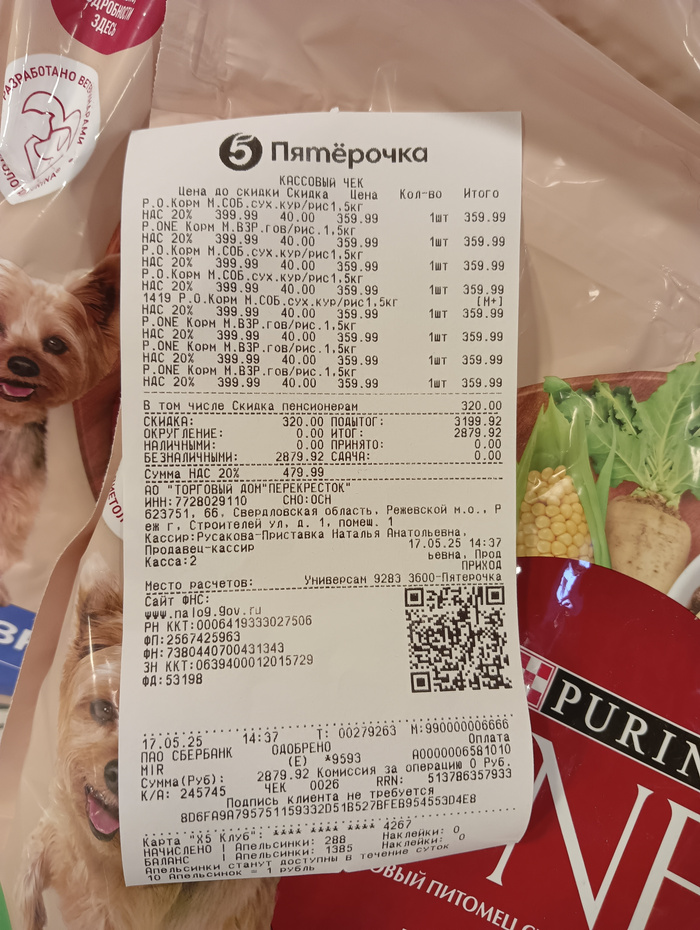 ДРОБНОСТИ
ЗДЕСЬ
РАЗРАБОТАНО ВЕ
5 Пятёрочка
КАССОВЫЙ ЧЕК
Цена до скидки Скидка Цена Кол-во Итого
P.O.Корм М.СОБ.сух.кур/рис1,5кг
НДС 20% 399.99 40.00 359.99 1шт 359.99
P.ONE Корм М.ВЗР.гов/рис.1,5кг
НДС 20% 399.99 40.00 359.99 1шт 359.99
P.O.Корм М.СОБ.сух.кур/рис1,5кг
НДС 20% 399.99 40.00 359.99 1шт 359.99
P.O.Корм М.СОБ.сух.кур/рис1,5кг
НДС 20% 399.99 40.00 359.99 1шт 359.99
1419 P.O.Корм М.СОБ.сух.кур/рис1,5кг [М+]
НДС 20% 399.99 40.00 359.99 1шт 359.99
P.ONE Корм М.ВЗР.гов/рис.1,5кг
НДС 20% 399.99 40.00 359.99 1шт 359.99
P.ONE Корм М.ВЗР.гов/рис.1,5кг
НДС 20% 399.99 40.00 359.99 1шт 359.99
P.ONE Корм М.ВЗР.гов/рис.1,5кг
НДС 20% 399.99 40.00 359.99 1шт 359.99
В том числе Скидка пенсионерам 320.00
СКИДКА: 320.00 ПОДЫТОГ: 3199.92
ОКРУГЛЕНИЕ: 0.00 ИТОГ: 2879.92
НАЛИЧНЫМИ: 0.00 ПРИНЯТО: 0.00
БЕЗНАЛИЧНЫМИ: 2879.92 СДАЧА: 0.00
Сумма НДС 20% 479.99
АО "ТОРГОВЫЙ ДОМ"ПЕРЕКРЕСТОК"
ИНН:7728029110 СНО:ОСН
623751, 66, Свердловская область, Режевской м.о., Р
еж г, Строителей ул, д. 1, помещ. 1
Кассир:Русакова-Приставка Наталья Анатольевна,
Продавец-кассир 17.05.25 14:37
ьевна, Прод
Касса:2 ПРИХОД
Место расчетов: Универсам 9283 3600-Пятерочка
Сайт ФНС:
www.nalog.gov.ru
РН ККТ:0006419333027506
ФП:2567425963
ФН:7380440700431343
ЗН ККТ:0639400012015729
ФД:53198
17.05.25 14:37 T: 00279263 M:990000006666
ПАО СБЕРБАНК ОДОБРЕНО Оплата
MIR (E) *9593 A0000006581010
Сумма(Руб): 2879.92 Комиссия за операцию 0 Руб.
К/А: 245745 ЧЕК 0026 RRN: 513786357933
Подпись клиента не требуется
8D6FA9A795751159332D51B527BFEB954553D4E8
Карта "X5 Клуб": **** **** **** 4267
НАЧИСЛЕНО | Апельсинки: 288 Наклейки: 0
БАЛАНС | Апельсинки: 1385 Наклейки: 0
Апельсинки станут доступны в течение суток
10 Апельсинок = 1 рубль
PURIN
NE
ОВЫЙ ПИТОМЕЦ С